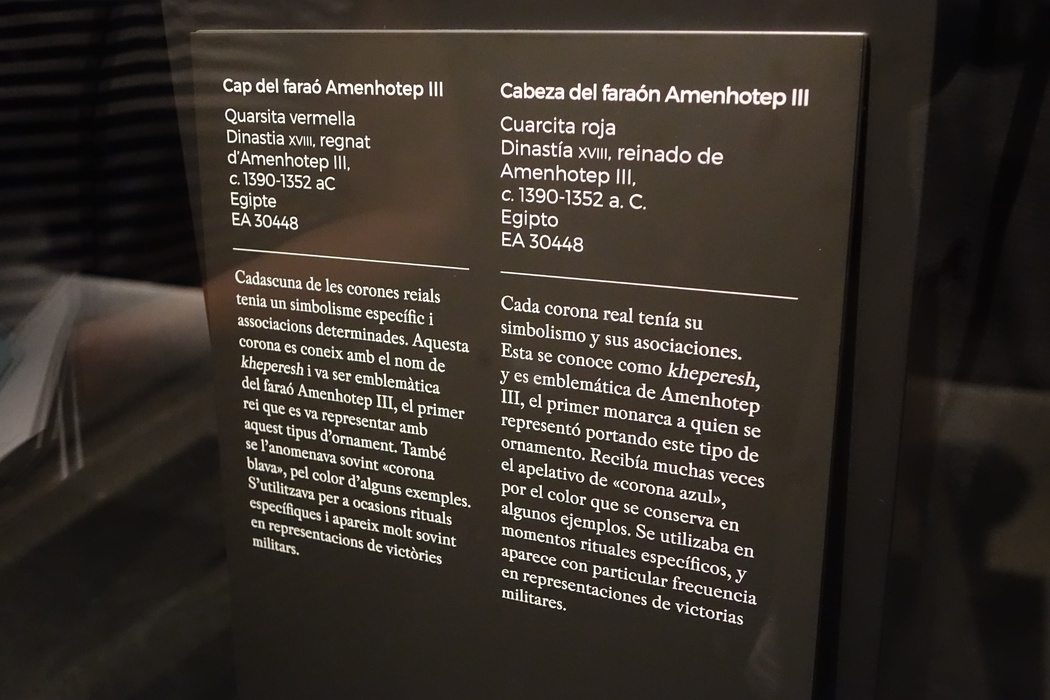 Cap del faraó Amenhotep III
Quarsita vermella
Dinastia XVIII, regnat
d'Amenhotep III,
c. 1390-1352 aC
Egipte
EA 30448
Cadascuna de les corones reials
tenia un simbolisme específic i
associacions determinades. Aquesta
corona es coneix amb el nom de
kheperesh i va ser emblemàtica
del faraó Amenhotep III, el primer
rei que es va representar amb
aquest tipus d'ornament. També
se l'anomenava sovint «corona
blava», pel color d'alguns exemples.
S'utilitzava per a ocasions rituals
específiques i apareix molt sovint
en representacions de victòries
militars.
Cabeza del faraón Amenhotep III
Cuarcita roja
Dinastía XVIII, reinado de
Amenhotep III,
c. 1390-1352 a. C.
Egipto
EA 30448
Cada corona real tenía su
simbolismo y sus asociaciones.
Esta se conoce como kheperesh,
y es emblemática de Amenhotep
III, el primer monarca a quien se
representó portando este tipo de
ornamento. Recibía muchas veces
el apelativo de «corona azul»,
por el color que se conserva en
algunos ejemplos. Se utilizaba en
momentos rituales específicos, y
aparece con particular frecuencia
en representaciones de victorias
militares.